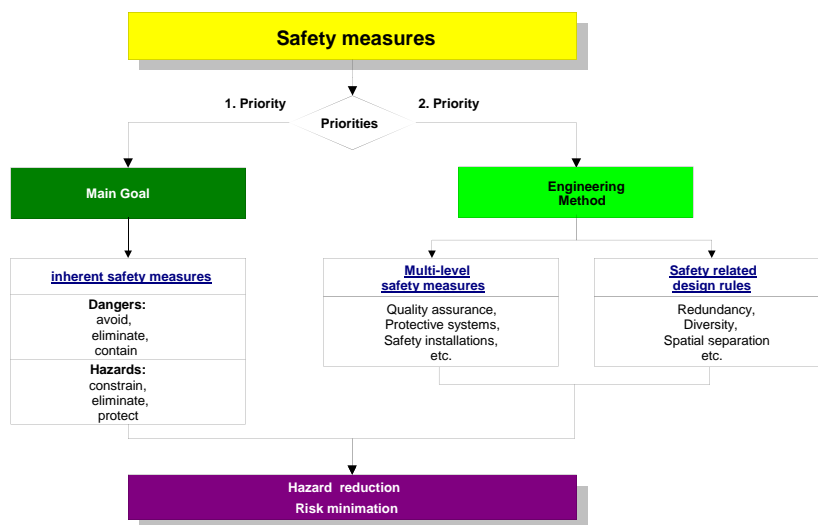 Safety measures
1. Priority
2. Priority
Priorities
Main Goal
Engineering
Method
inherent safety measures
Dangers:
avoid,
eliminate,
contain
Hazards:
constrain,
eliminate,
protect
Multi-level
safety measures
Quality assurance,
Protective systems,
Safety installations,
etc.
Safety related
design rules
Redundancy,
Diversity,
Spatial separation
etc.
Hazard reduction
Risk minimation